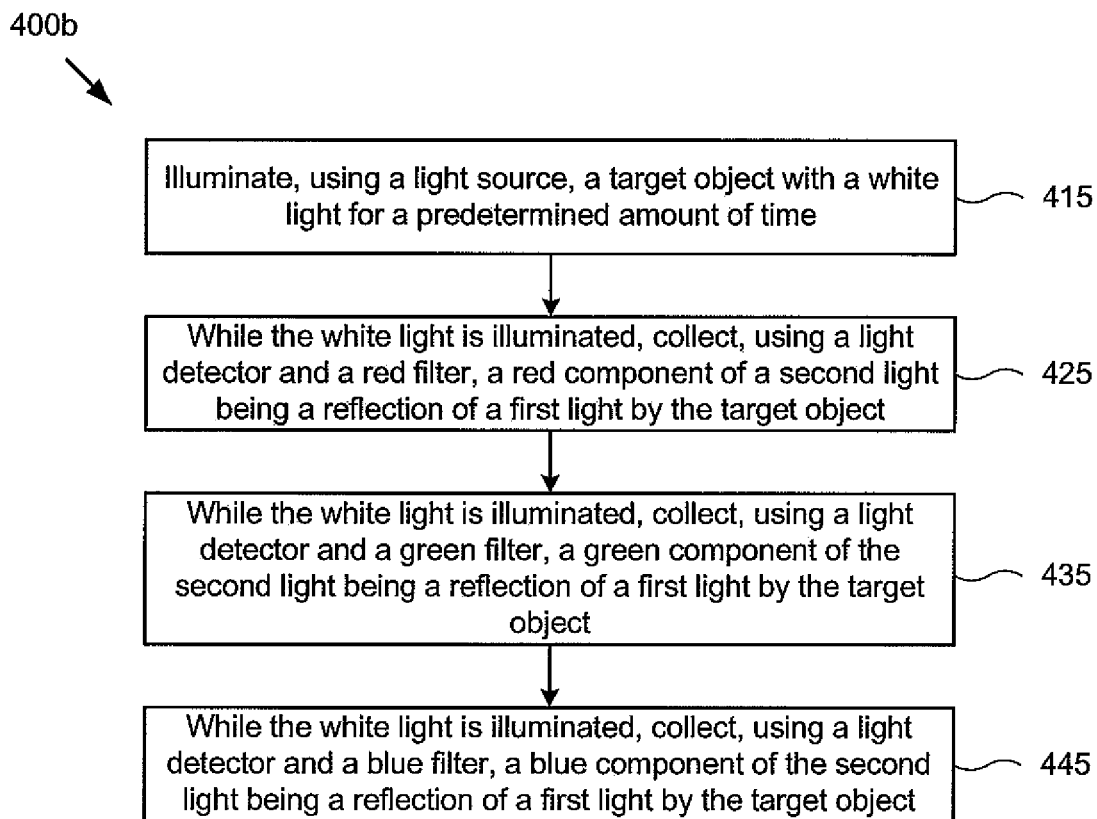 400b
Illuminate, using a light source, a target object with a white
light for a predetermined amount of time
415
While the white light is illuminated, collect, using a light
detector and a red filter, a red component of a second light
being a reflection of a first light by the target object
425
While the white light is illuminated, collect, using a light
detector and a green filter, a green component of the
second light being a reflection of a first light by the target
object
435
While the white light is illuminated, collect, using a light
detector and a blue filter, a blue component of the second
light being a reflection of a first light by the target object
445